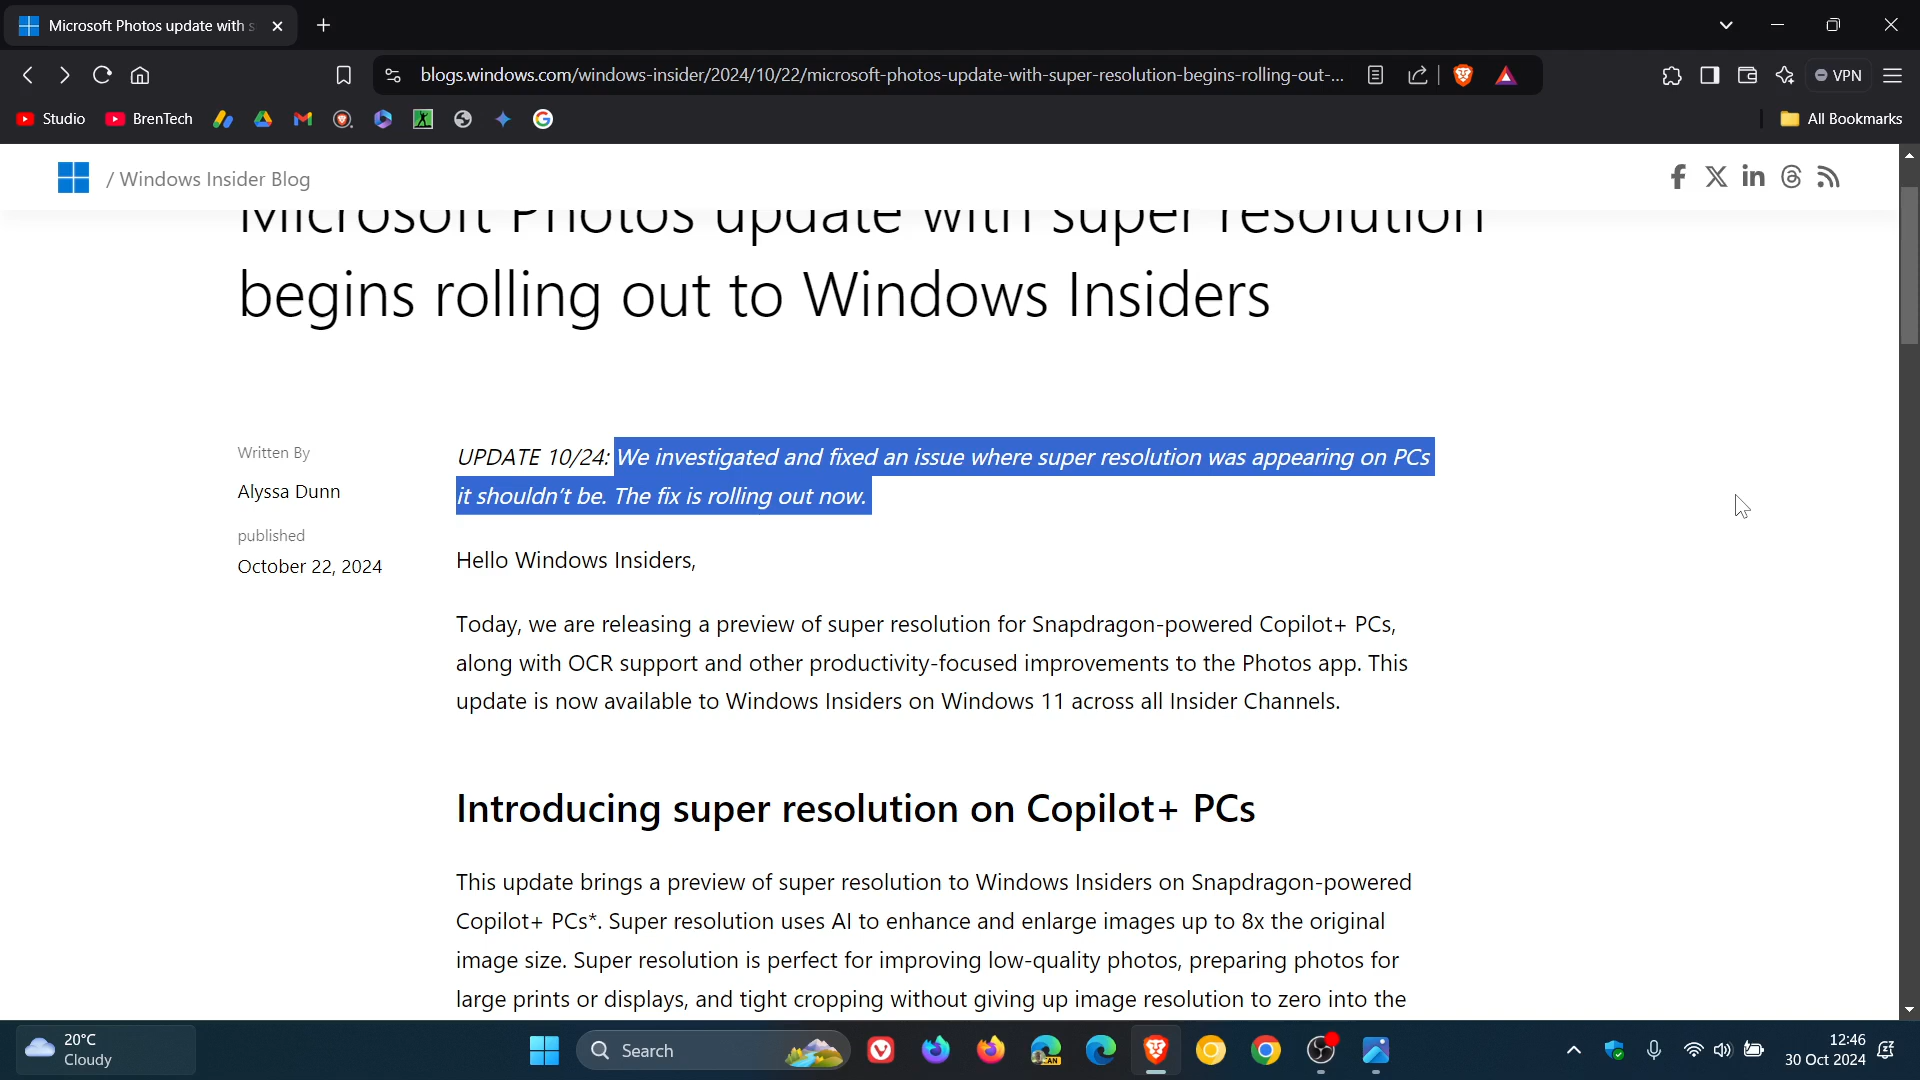 Microsoft Photos update with s
blogs.windows.com/windows-insider/2024/10/22/microsoft-photos-update-with-super-resolution-begins-rolling-out-...
VPN
Studio
BrenTech
All Bookmarks
/ Windows Insider Blog
Microsoft Photos update with super resolution
begins rolling out to Windows Insiders
Written By
Alyssa Dunn
published
October 22, 2024
UPDATE 10/24: We investigated and fixed an issue where super resolution was appearing on PCs
it shouldn't be. The fix is rolling out now.
Hello Windows Insiders,
Today, we are releasing a preview of super resolution for Snapdragon-powered Copilot+ PCs,
along with OCR support and other productivity-focused improvements to the Photos app. This
update is now available to Windows Insiders on Windows 11 across all Insider Channels.
Introducing super resolution on Copilot+ PCs
This update brings a preview of super resolution to Windows Insiders on Snapdragon-powered
Copilot+ PCs*. Super resolution uses AI to enhance and enlarge images up to 8x the original
image size. Super resolution is perfect for improving low-quality photos, preparing photos for
large prints or displays, and tight cropping without giving up image resolution to zero into the
20°C
Cloudy
Search
CAN
12:46
30 Oct 2024